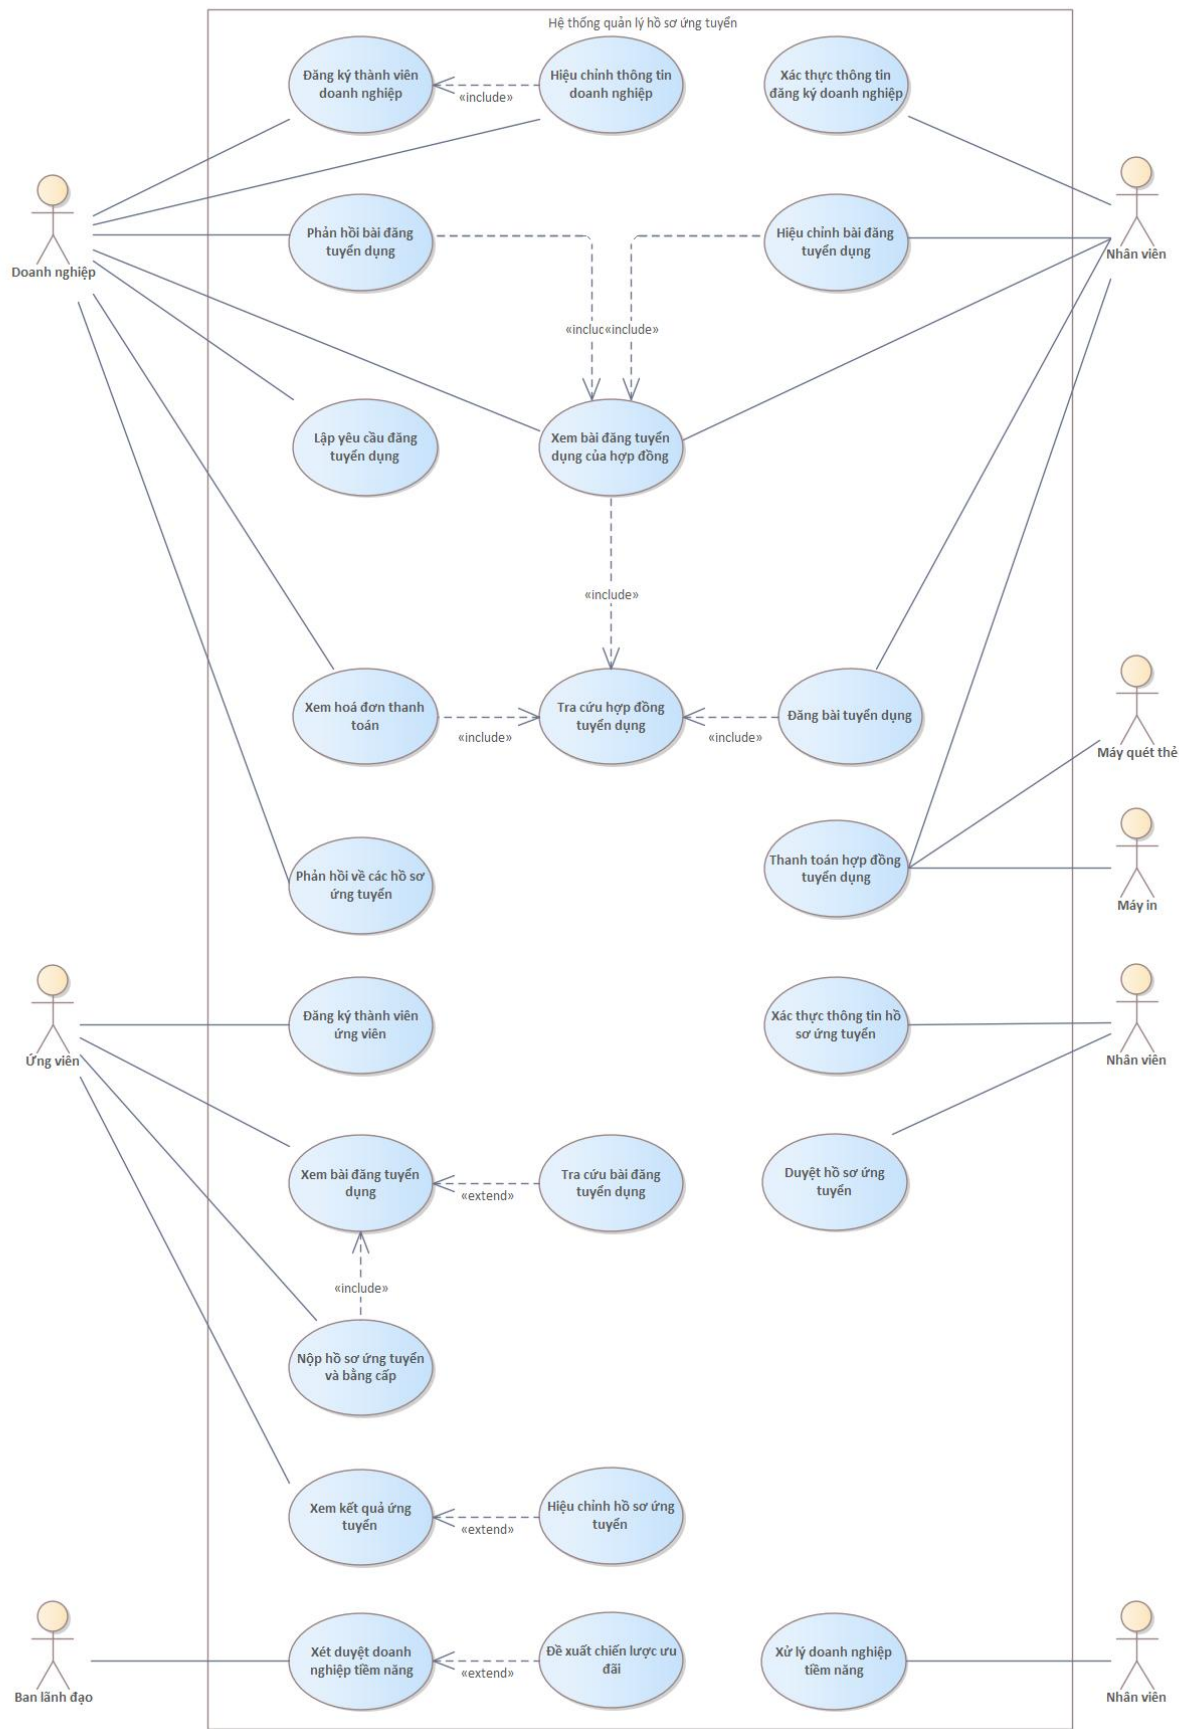 Hệ thống quản lý hồ sơ ứng tuyển
Đăng ký thành viên
doanh nghiệp
«include»
Hiệu chỉnh thông tin
doanh nghiệp
Xác thực thông tin
đăng ký doanh nghiệp
Doanh nghiệp
Phản hồi bài đăng
tuyển dụng
Hiệu chỉnh bài đăng
tuyển dụng
Nhân viên
«incluc«include»
Lập yêu cầu đăng
tuyển dụng
Xem bài đăng tuyển
dụng của hợp đồng
«include»
Xem hoá đơn thanh
toán
«include»
Tra cứu hợp đồng
tuyển dụng
«include»
Đăng bài tuyển dụng
Máy quét thẻ
Phản hồi về các hồ sơ
ứng tuyển
Thanh toán hợp đồng
tuyển dụng
Máy in
Ứng viên
Đăng ký thành viên
ứng viên
Xác thực thông tin hồ
sơ ứng tuyển
Nhân viên
Xem bài đăng tuyển
dụng
«extend»
Tra cứu bài đăng
tuyển dụng
Duyệt hồ sơ ứng
tuyển
«include»
Nộp hồ sơ ứng tuyển
và bằng cấp
Xem kết quả ứng
tuyển
«extend»
Hiệu chỉnh hồ sơ ứng
tuyển
Ban lãnh đạo
Xét duyệt doanh
nghiệp tiềm năng
«extend»
Đề xuất chiến lược ưu
đãi
Xử lý doanh nghiệp
tiềm năng
Nhân viên